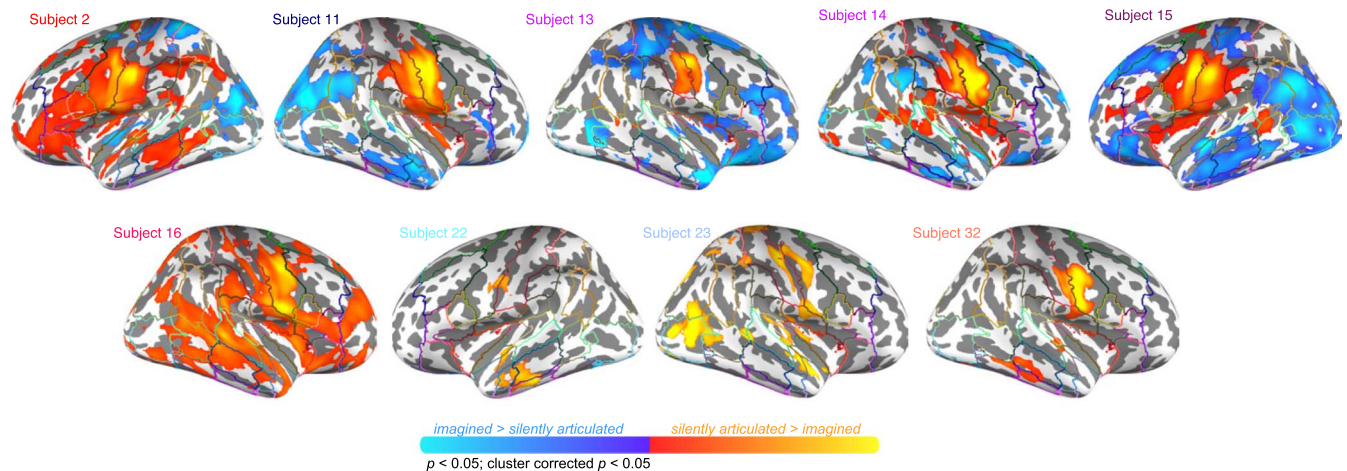 Subject 2
Subject 11
Subject 13
Subject 14
Subject 15
Subject 16
Subject 22
Subject 23
Subject 32
imagined > silently articulated
silently articulated > imagined
p < 0.05; cluster corrected p < 0.05